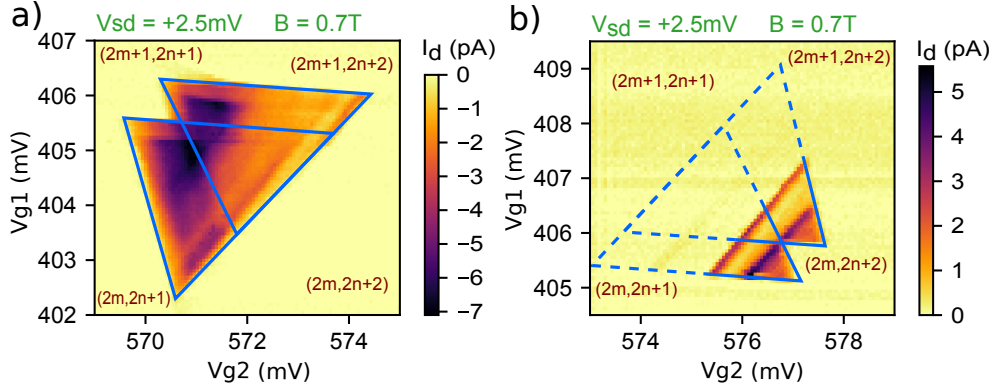 a)
Vsd = +2.5mV B = 0.7T
Id (pA)
407
406
405
404
403
402
Vg1 (mV)
(2m+1,2n+1)
(2m+1,2n+2)
(2m,2n+1)
(2m,2n+2)
570
572
574
Vg2 (mV)
0
−1
−2
−3
−4
−5
−6
−7
b)
Vsd = +2.5mV B = 0.7T
Id (pA)
409
408
407
406
405
Vg1 (mV)
(2m+1,2n+1)
(2m+1,2n+2)
(2m,2n+2)
(2m,2n+1)
574
576
578
Vg2 (mV)
5
4
3
2
1
0